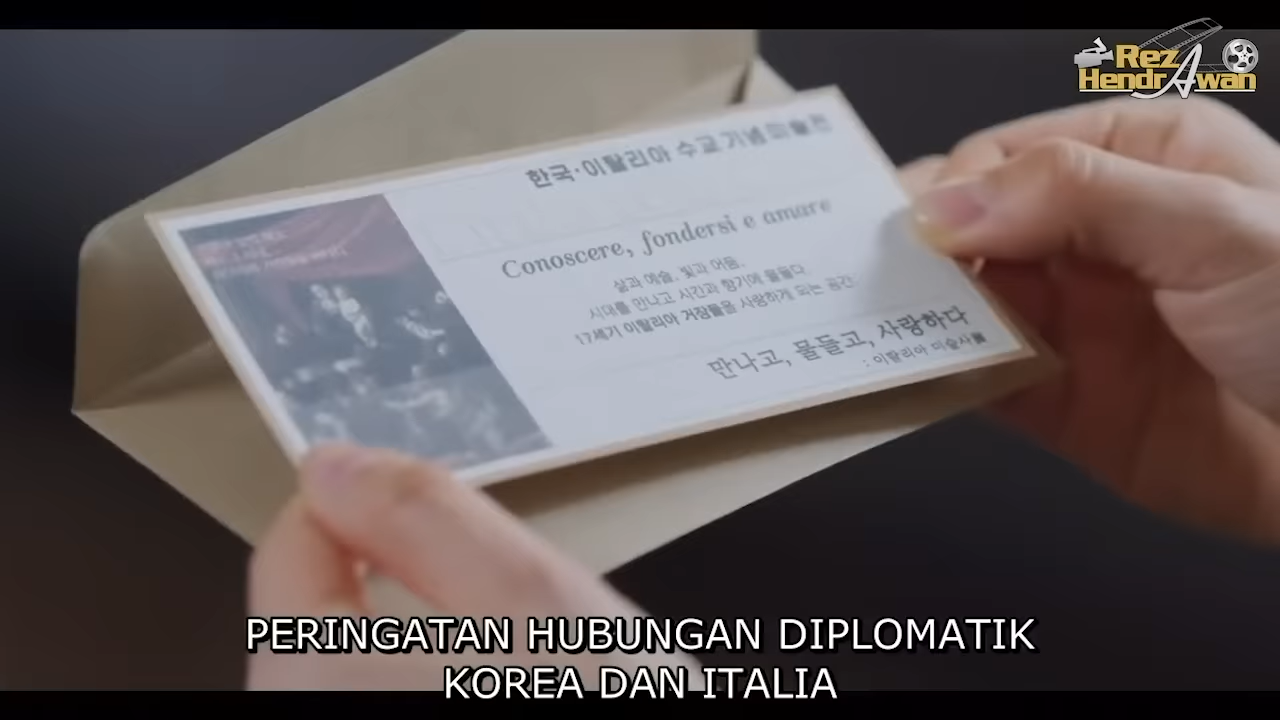 Reza
Hendrawan
한국·이탈리아 수교기념미술전
Conoscere, fondersi e amare
삶과 예술, 빛과 어둠,
시대를 만나고 시간과 향기에 물들다
17세기 이탈리아 거장들을 사랑하게 되는 공간:
만나고, 물들고, 사랑하다
: 이탈리아 미술사展
PERINGATAN HUBUNGAN DIPLOMATIK
KOREA DAN ITALIA